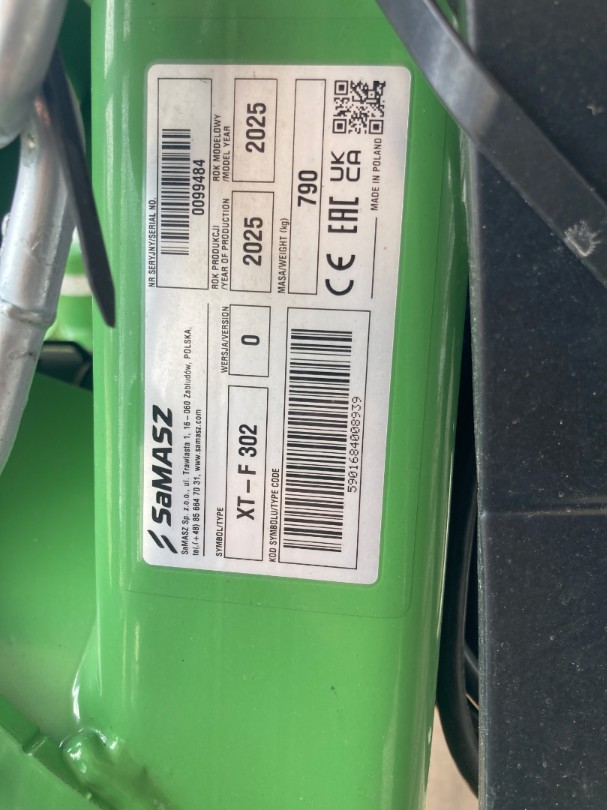 SaMASZ
SaMASZ Sp. z o.o., ul. Trawiasta 1, 16-060 Zabłudów, POLSKA,
tel.(+48) 85 664 70 31, www.samasz.com
NR SERYJNY/SERIAL NO.
0099484
SYMBOL/TYPE
XT-F 302
WERSJA/VERSION
0
ROK PRODUKCJI
/YEAR OF PRODUCTION
2025
ROK MODELOWY
/MODEL YEAR
2025
KOD SYMBOLU/TYPE CODE
5901684008939
MASA/WEIGHT (kg)
790
CE EAC UK
CA
MADE IN POLAND